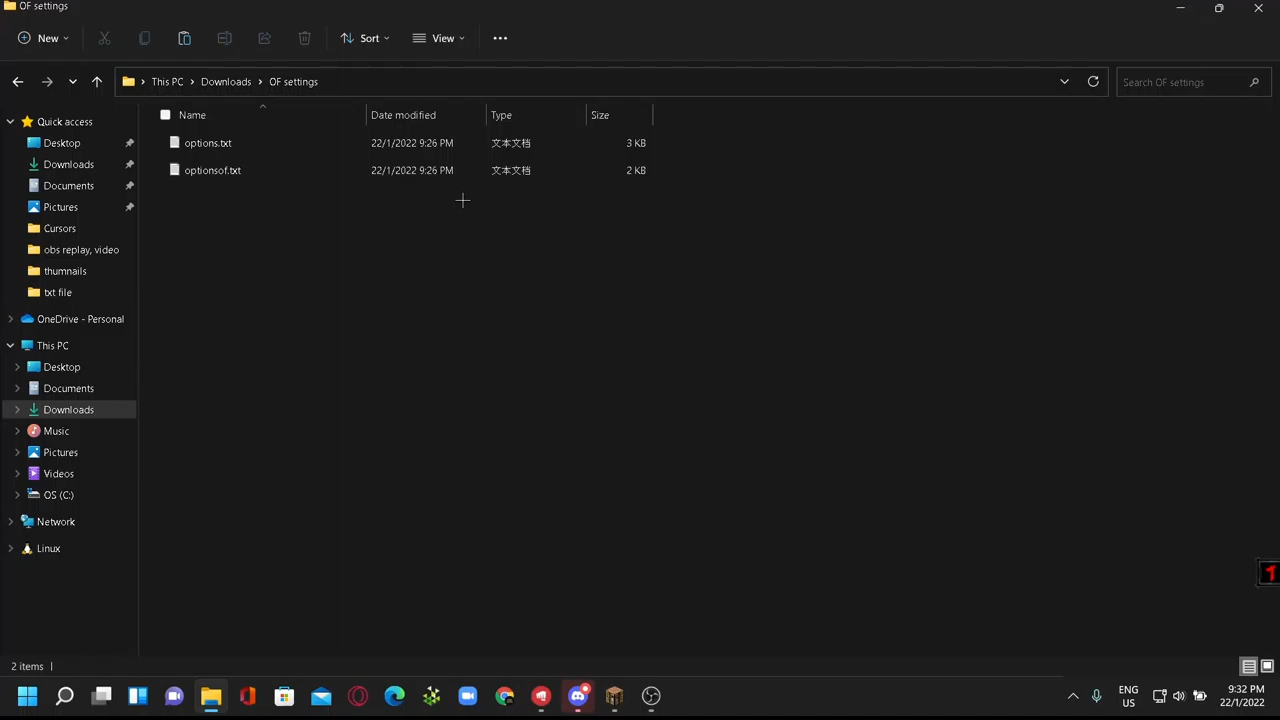 OF settings
New
Sort
View
This PC
Downloads
OF settings
Search OF settings
Name
Date modified
Type
Size
options.txt
22/1/2022 9:26 PM
文本文档
3 KB
optionsof.txt
22/1/2022 9:26 PM
文本文档
2 KB
Quick access
Desktop
Downloads
Documents
Pictures
Cursors
obs replay, video
thumnails
txt file
OneDrive - Personal
This PC
Desktop
Documents
Downloads
Music
Pictures
Videos
OS (C:)
Network
Linux
1
2 items
ENG
US
9:32 PM
22/1/2022